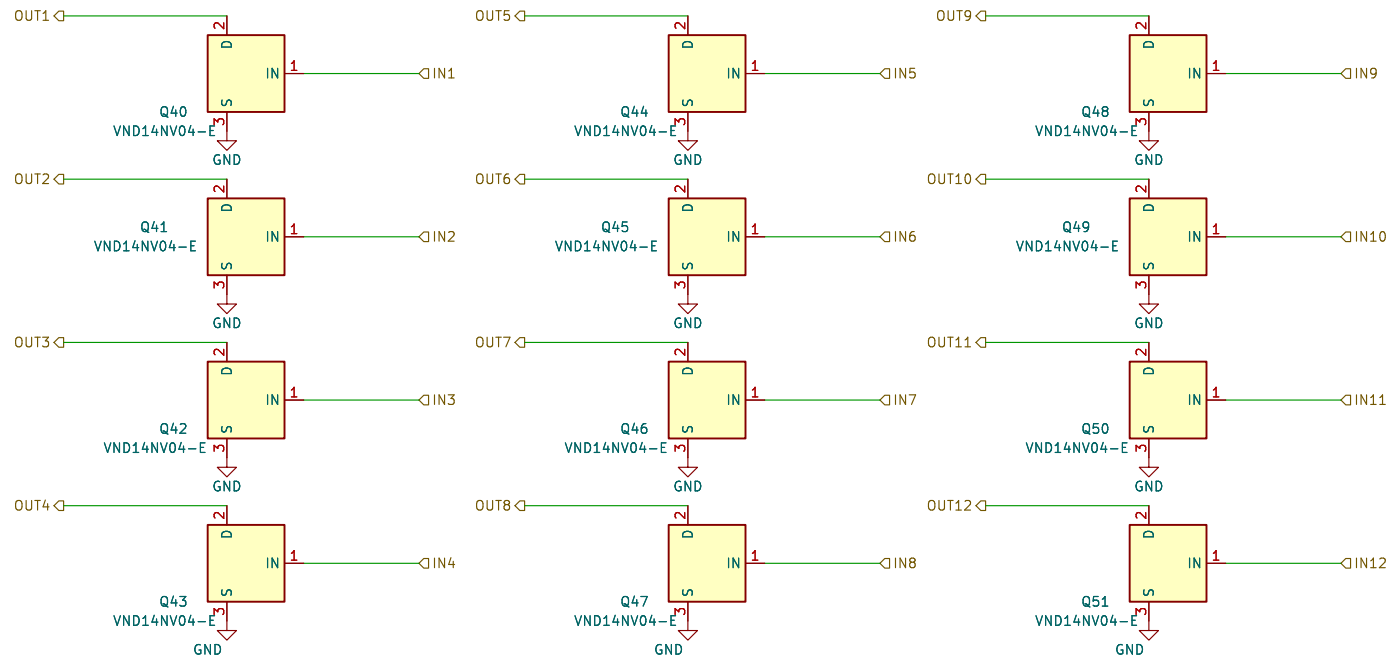 OUT1
2
D
IN
1
IN1
S
3
Q40
VND14NV04-E
GND
OUT5
2
D
IN
1
IN5
S
3
Q44
VND14NV04-E
GND
OUT9
2
D
IN
1
IN9
S
3
Q48
VND14NV04-E
GND
OUT2
2
D
IN
1
IN2
S
3
Q41
VND14NV04-E
GND
OUT6
2
D
IN
1
IN6
S
3
Q45
VND14NV04-E
GND
OUT10
2
D
IN
1
IN10
S
3
Q49
VND14NV04-E
GND
OUT3
2
D
IN
1
IN3
S
3
Q42
VND14NV04-E
GND
OUT7
2
D
IN
1
IN7
S
3
Q46
VND14NV04-E
GND
OUT11
2
D
IN
1
IN11
S
3
Q50
VND14NV04-E
GND
OUT4
2
D
IN
1
IN4
S
3
Q43
VND14NV04-E
GND
OUT8
2
D
IN
1
IN8
S
3
Q47
VND14NV04-E
GND
OUT12
2
D
IN
1
IN12
S
3
Q51
VND14NV04-E
GND